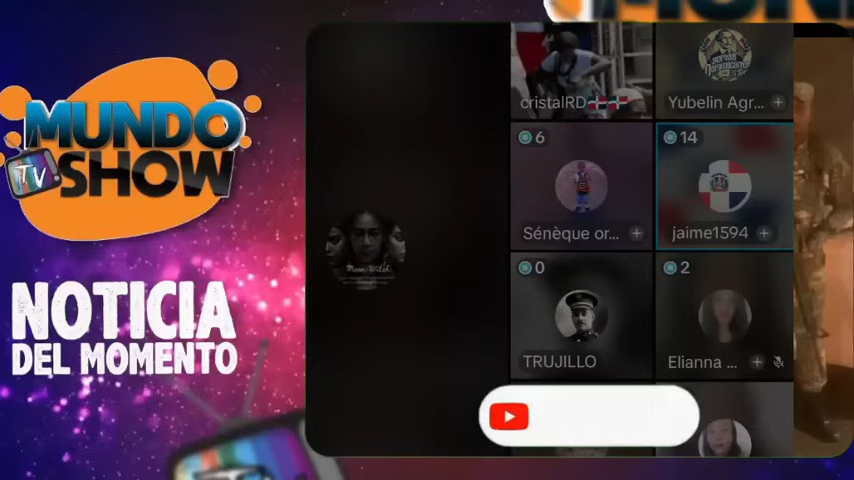 MUNDO
TV SHOW
NOTICIA
DEL MOMENTO
cristalRD
Yubelin Agr...
6
14
Sénèque or...
jaime1594
0
2
TRUJILLO
Elianna ...